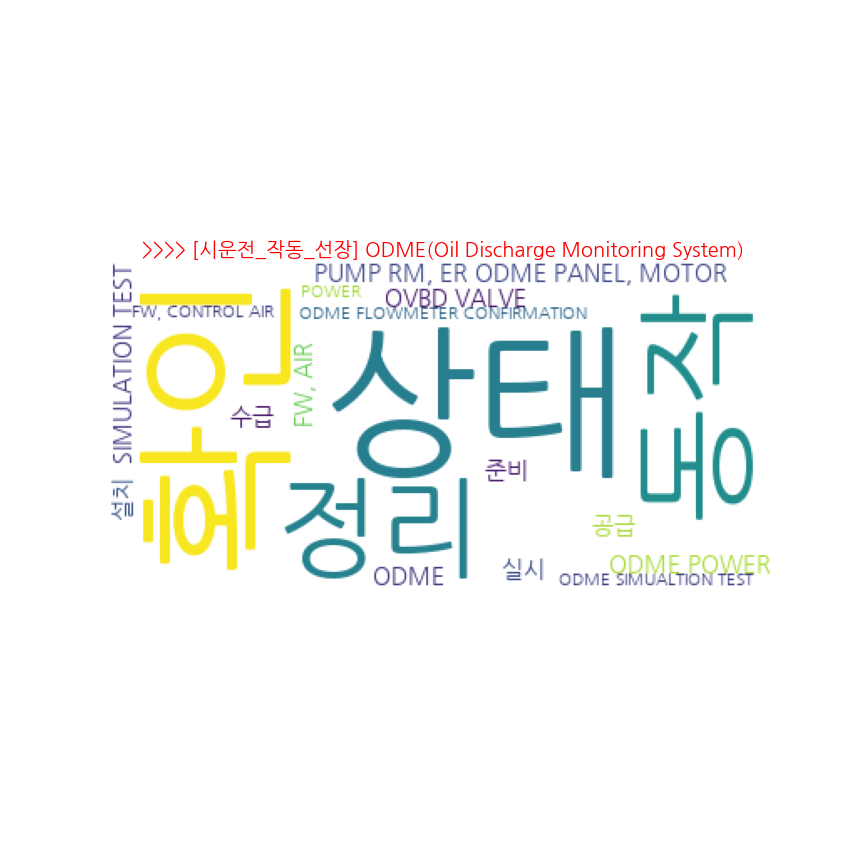 >>>> [시운전_작동_선장] ODME(Oil Discharge Monitoring System)
PUMP RM, ER ODME PANEL, MOTOR
POWER
OVBD VALVE
FW, CONTROL AIR
ODME FLOWMETER CONFIRMATION
SIMULATION TEST
확인
상태
동작
FW, AIR
수급
준비
정리
설치
공급
실시
ODME POWER
ODME
ODME SIMUALTION TEST